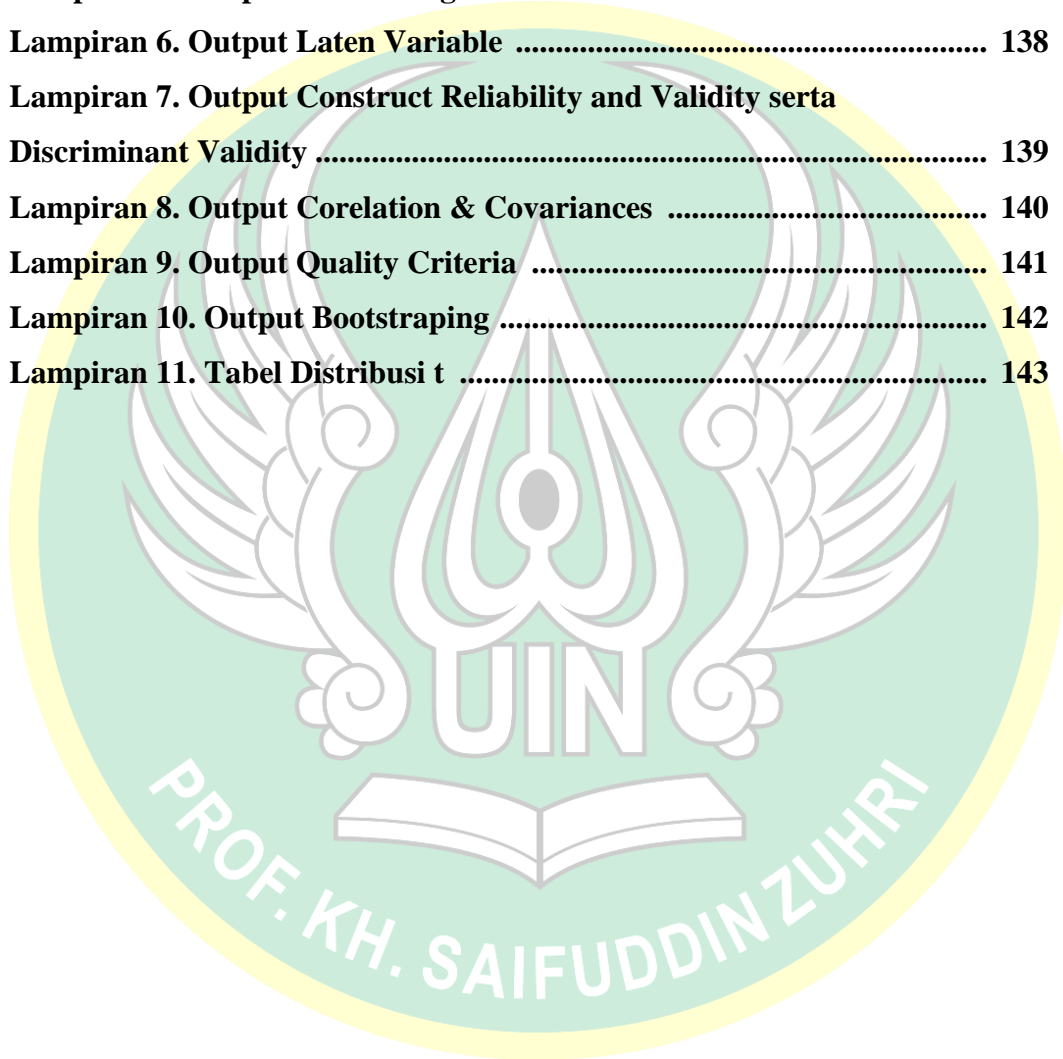 Lampiran 6. Output Laten Variable ........................................................ 138
Lampiran 7. Output Construct Reliability and Validity serta
Discriminant Validity ................................................................................ 139
Lampiran 8. Output Corelation & Covariances ...................................... 140
Lampiran 9. Output Quality Criteria ...................................................... 141
Lampiran 10. Output Bootstraping .......................................................... 142
Lampiran 11. Tabel Distribusi t ............................................................... 143
UIN
PROF. KH. SAIFUDDIN ZUHRI